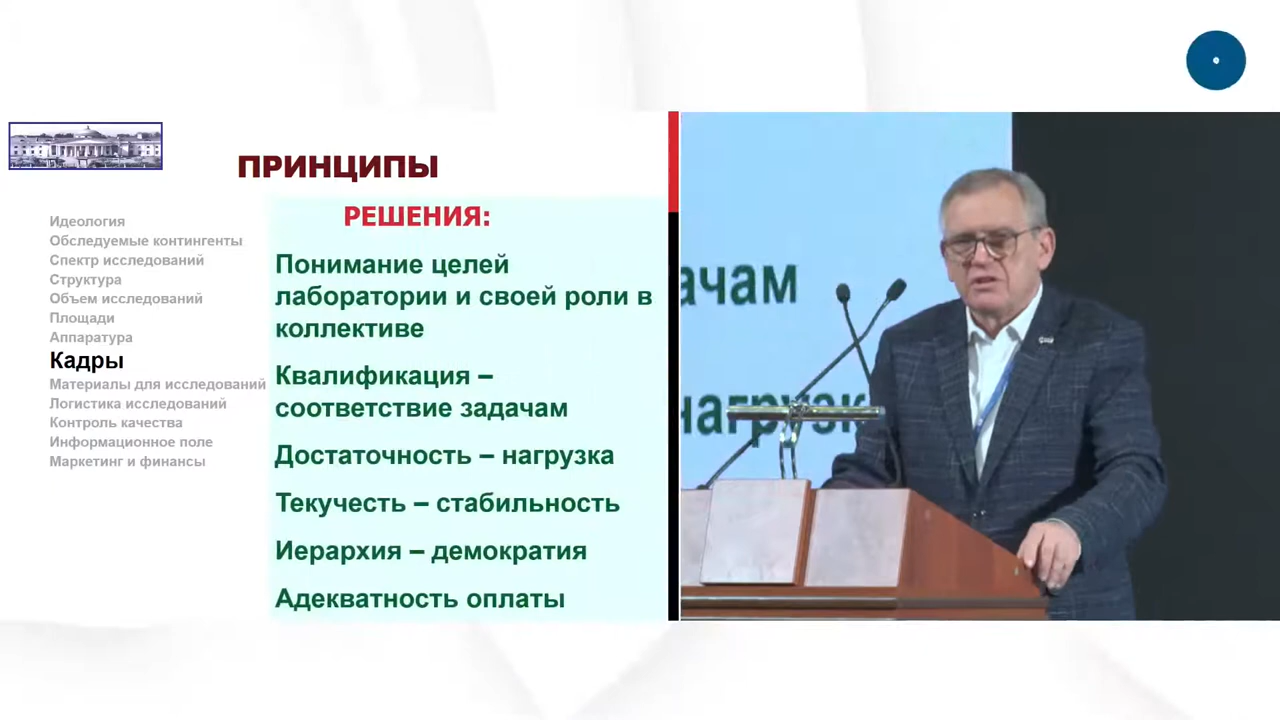 ПРИНЦИПЫ
РЕШЕНИЯ:
Идеология
Обследуемые контингенты
Спектр исследований
Структура
Объем исследований
Площади
Аппаратура
Кадры
Материалы для исследований
Логистика исследований
Контроль качества
Информационное поле
Маркетинг и финансы
Понимание целей
лаборатории и своей роли в
коллективе
Квалификация –
соответствие задачам
Достаточность – нагрузка
Текучесть – стабильность
Иерархия – демократия
Адекватность оплаты
ачам
нагрузк